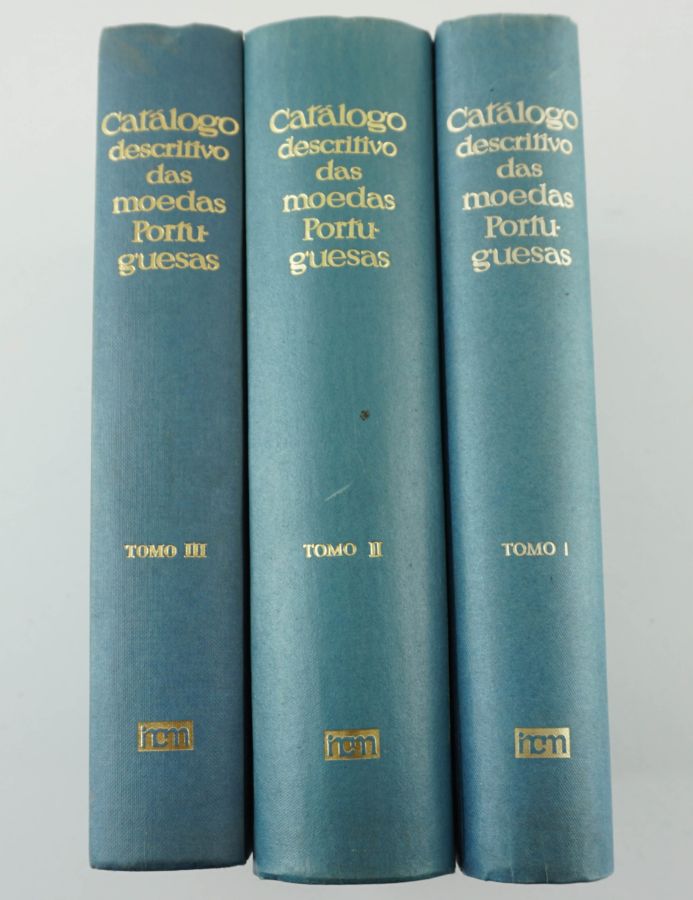 Catálogo
descritivo
das
moedas
Portu-
guesas
TOMO III
incm
Catálogo
descritivo
das
moedas
Portu-
guesas
TOMO II
incm
Catálogo
descritivo
das
moedas
Portu-
guesas
TOMO I
incm